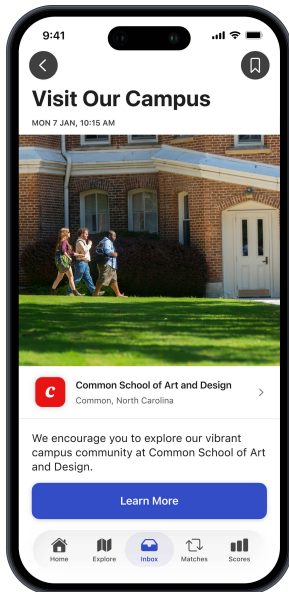 9:41
Visit Our Campus
MON 7 JAN, 10:15 AM
c
Common School of Art and Design
Common, North Carolina
We encourage you to explore our vibrant
campus community at Common School of Art
and Design.
Learn More
Home Explore Inbox Matches Scores